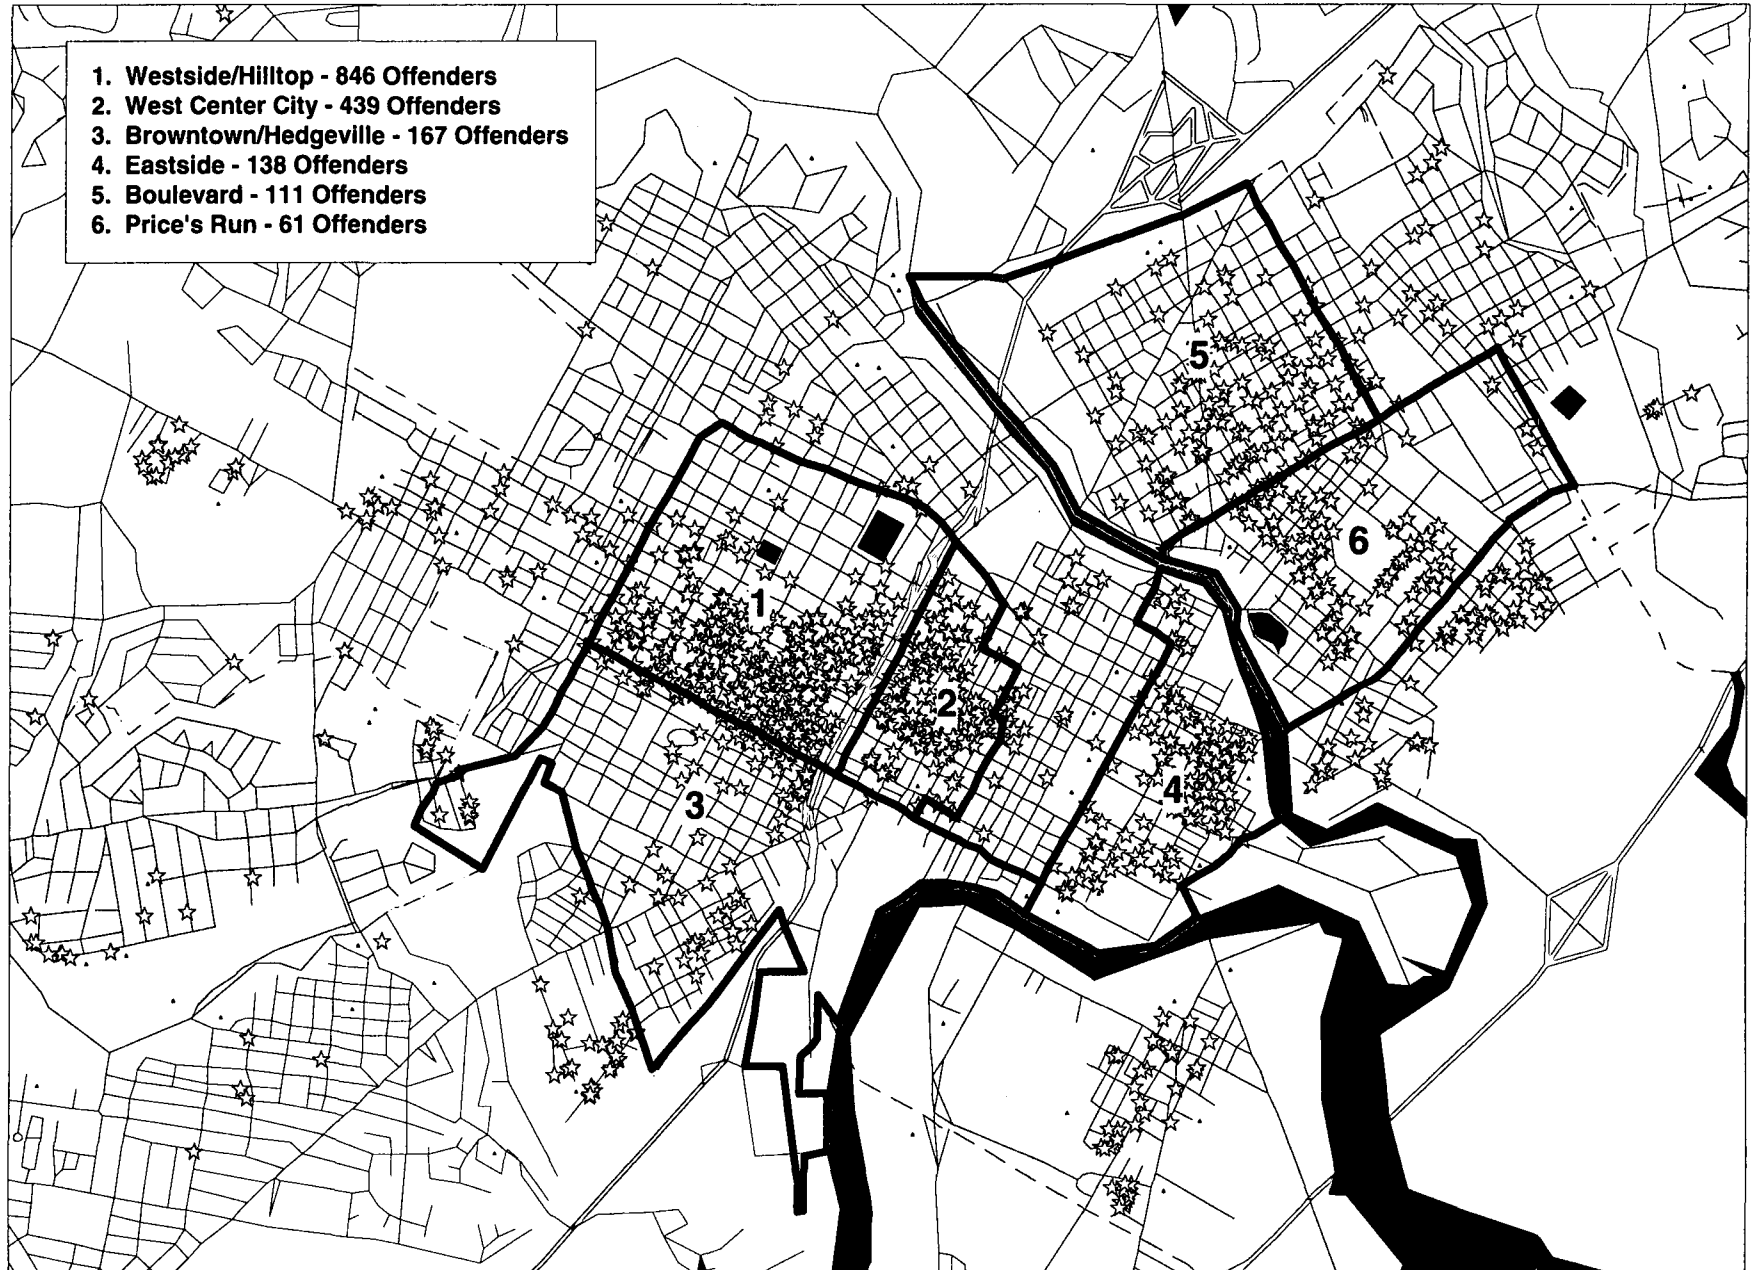 1. Westside/Hilltop - 846 Offenders
2. West Center City - 439 Offenders
3. Browntown/Hedgeville - 167 Offenders
4. Eastside - 138 Offenders
5. Boulevard - 111 Offenders
6. Price's Run - 61 Offenders
5
6
1
2
4
3